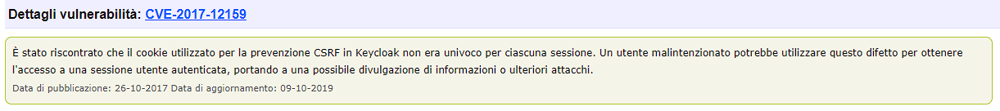 Dettagli vulnerabilità: CVE-2017-12159
È stato riscontrato che il cookie utilizzato per la prevenzione CSRF in Keycloak non era univoco per ciascuna sessione. Un utente malintenzionato potrebbe utilizzare questo difetto per ottenere
l'accesso a una sessione utente autenticata, portando a una possibile divulgazione di informazioni o ulteriori attacchi.
Data di pubblicazione: 26-10-2017 Data di aggiornamento: 09-10-2019